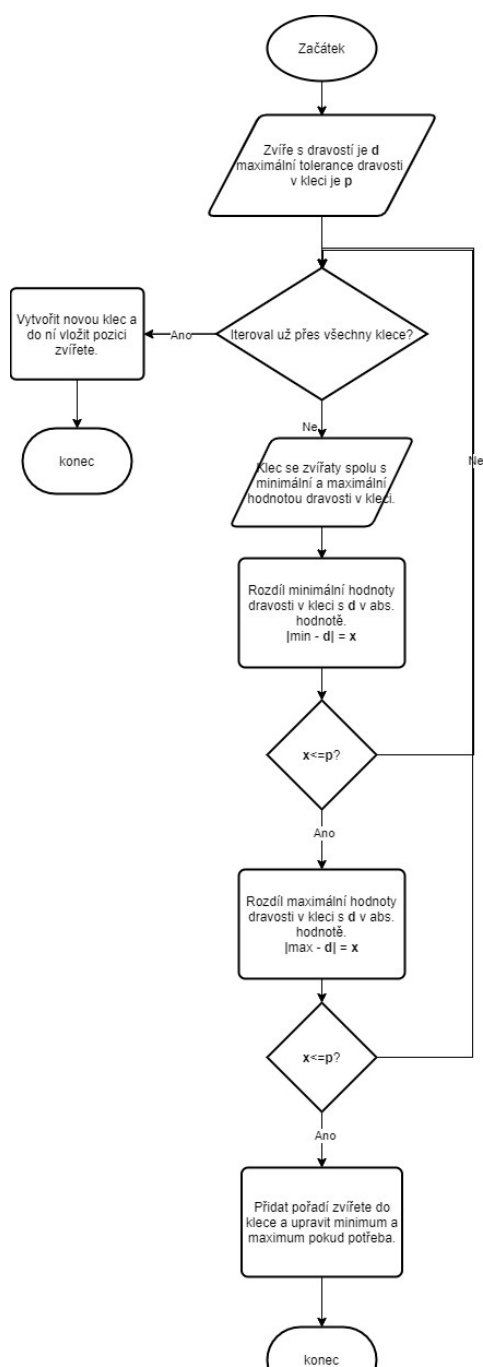 Začátek
Zvíře s dravostí je d
maximální tolerance dravosti
v kleci je p
Iteroval už přes všechny klece?
Ano
Vytvořit novou klec a
do ní vložit pozici
zvířete.
konec
Ne
Klec se zvířaty spolu s
minimální a maximální
hodnotou dravosti v kleci.
Ne
Rozdíl minimální hodnoty
dravosti v kleci s d v abs.
hodnotě.
|min - d| = x
x<=p?
Ano
Rozdíl maximální hodnoty
dravosti v kleci s d v abs.
hodnotě.
|max - d| = x
x<=p?
Ano
Přidat pořadí zvířete do
klece a upravit minimum a
maximum pokud potřeba.
konec